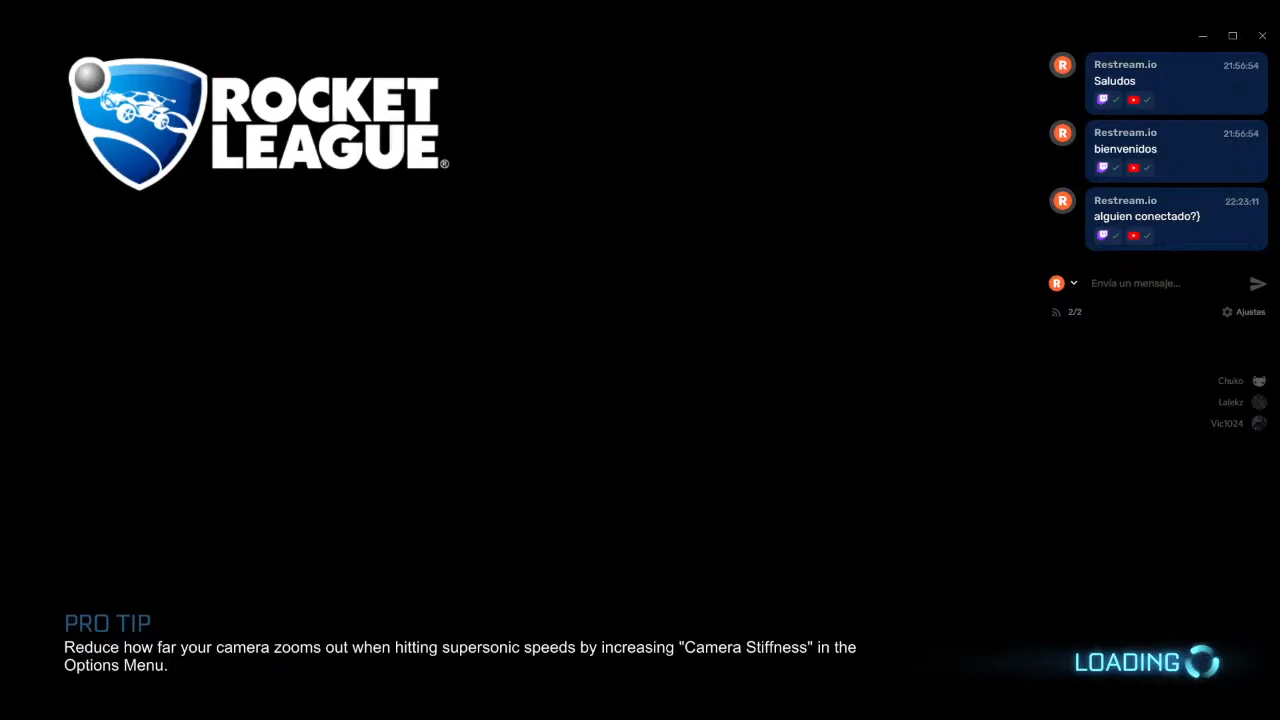 ROCKET
LEAGUE®
Restream.io 21:56:54
Saludos
Restream.io 21:56:54
bienvenidos
Restream.io 22:23:11
alguien conectado?}
R
R
R
R
Envía un mensaje...
2/2 Ajustes
Chuko
Lalekz
Vic1024
PRO TIP
Reduce how far your camera zooms out when hitting supersonic speeds by increasing "Camera Stiffness" in the
Options Menu.
LOADING